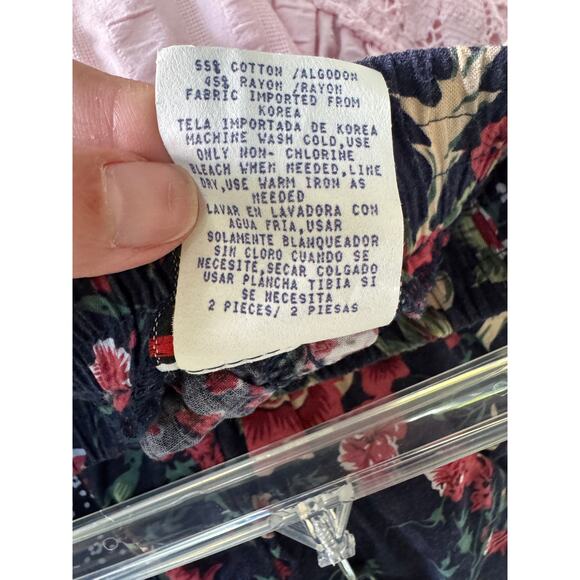 55% COTTON /ALGODON
45% RAYON /RAYON
FABRIC IMPORTED FROM
KOREA
TELA IMPORTADA DE KOREA
MACHINE WASH COLD,USE
ONLY NON- CHLORINE
BLEACH WHEN NEEDED,LINE
DRY,USE WARM IRON AS
NEEDED
LAVAR EN LAVADORA CON
AGUA FRIA,USAR
SOLAMENTE BLANQUEADOR
SIN CLORO CUANDO SE
NECESITE,SECAR COLGADO
USAR PLANCHA TIBIA SI
SE NECESITA
2 PIECES/ 2 PIESAS